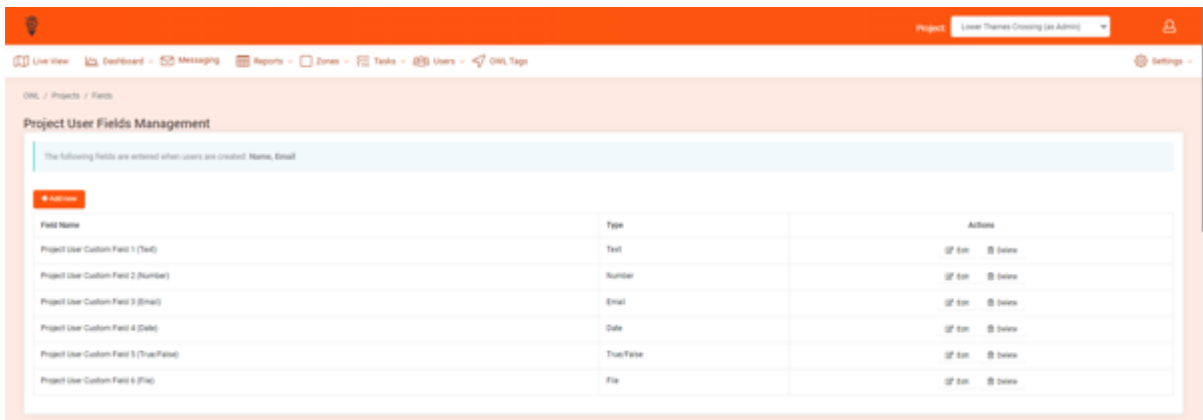 Project Lower Thames Crossing (as Admin)
Live View Dashboard Messaging Reports Zones Tasks Users OWL Tags Settings
OWL / Projects / Fields
Project User Fields Management
The following fields are entered when users are created: Name, Email
+ Add new
Field Name Type Actions
Project User Custom Field 1 (Text) Text Edit Delete
Project User Custom Field 2 (Number) Number Edit Delete
Project User Custom Field 3 (Email) Email Edit Delete
Project User Custom Field 4 (Date) Date Edit Delete
Project User Custom Field 5 (True/False) True/False Edit Delete
Project User Custom Field 6 (File) File Edit Delete